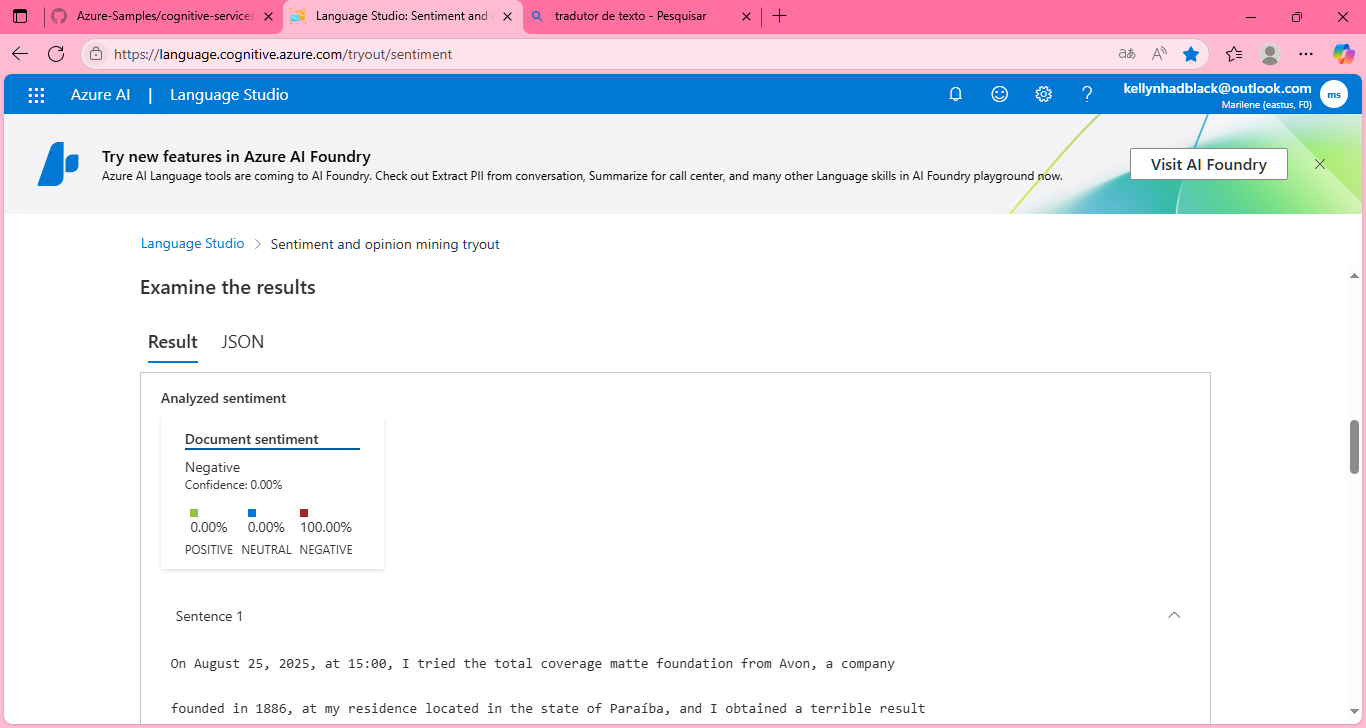 Azure-Samples/cognitive-services
Language Studio: Sentiment and
tradutor de texto - Pesquisar
https://language.cognitive.azure.com/tryout/sentiment
Azure AI | Language Studio
kellynhadblack@outlook.com
Marilene (eastus, F0)
ms
Try new features in Azure AI Foundry
Azure AI Language tools are coming to AI Foundry. Check out Extract PII from conversation, Summarize for call center, and many other Language skills in AI Foundry playground now.
Visit AI Foundry
Language Studio > Sentiment and opinion mining tryout
Examine the results
Result JSON
Analyzed sentiment
Document sentiment
Negative
Confidence: 0.00%
0.00% 0.00% 100.00%
POSITIVE NEUTRAL NEGATIVE
Sentence 1
On August 25, 2025, at 15:00, I tried the total coverage matte foundation from Avon, a company
founded in 1886, at my residence located in the state of Paraíba, and I obtained a terrible result